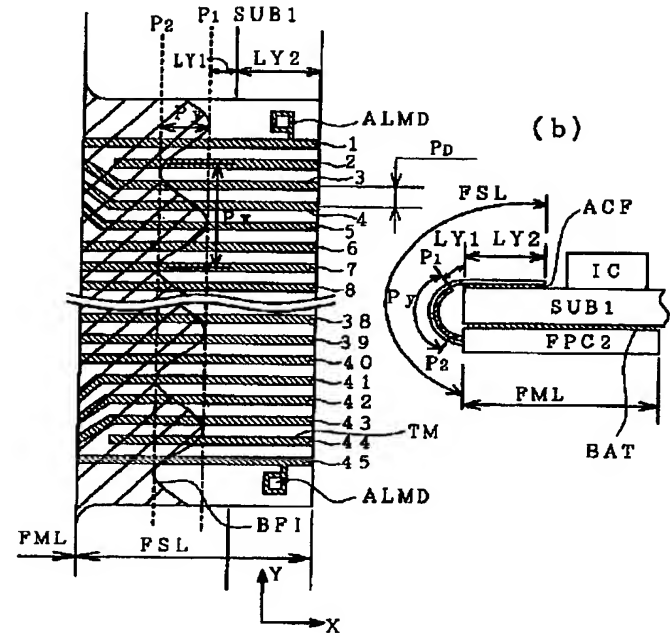 P2 P1 SUB1
LY1 LY2
Py
ALMD
(b)
1
2
PD
3
Px
4
5
6
7
8
FSL
ACF
LY1 LY2
P1
IC
Py
SUB1
P2
FPC2
38
39
40
41
42
43
44
45
FML
TM
BAT
ALMD
BFI
FML FSL
Y
X